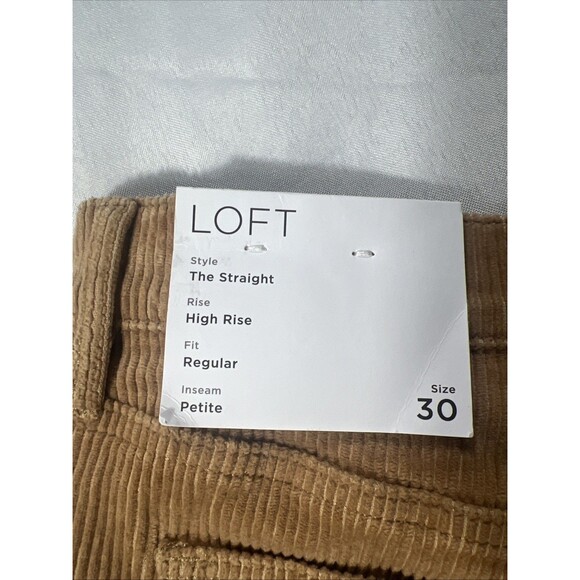 LOFT
Style
The Straight
Rise
High Rise
Fit
Regular
Inseam
Petite
Size
30